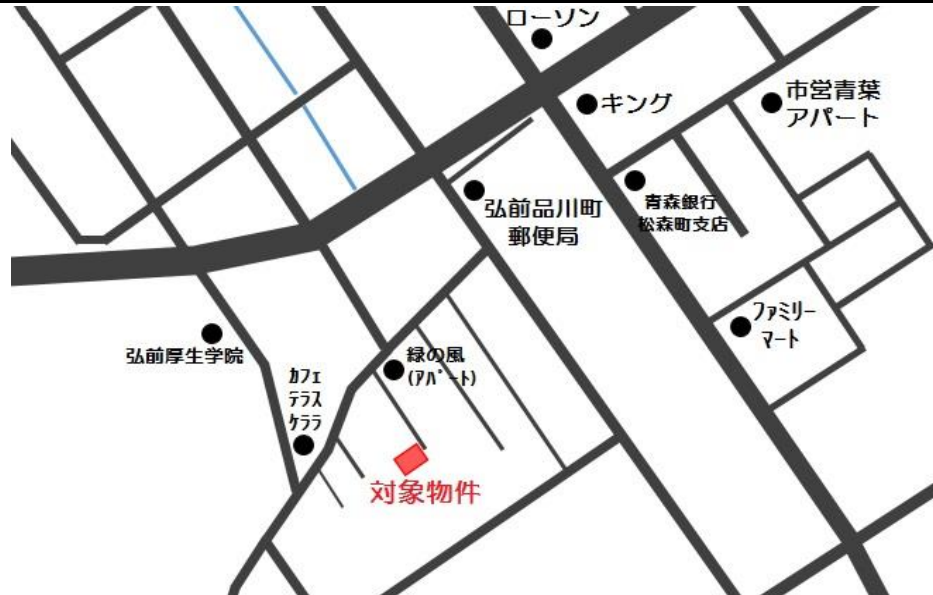 ローソン
キング
市営青葉
アパート
青森銀行
松森町支店
弘前品川町
郵便局
ファミリー
マート
弘前厚生学院
緑の風
(アパート)
カフェ
テラス
ケララ
対象物件